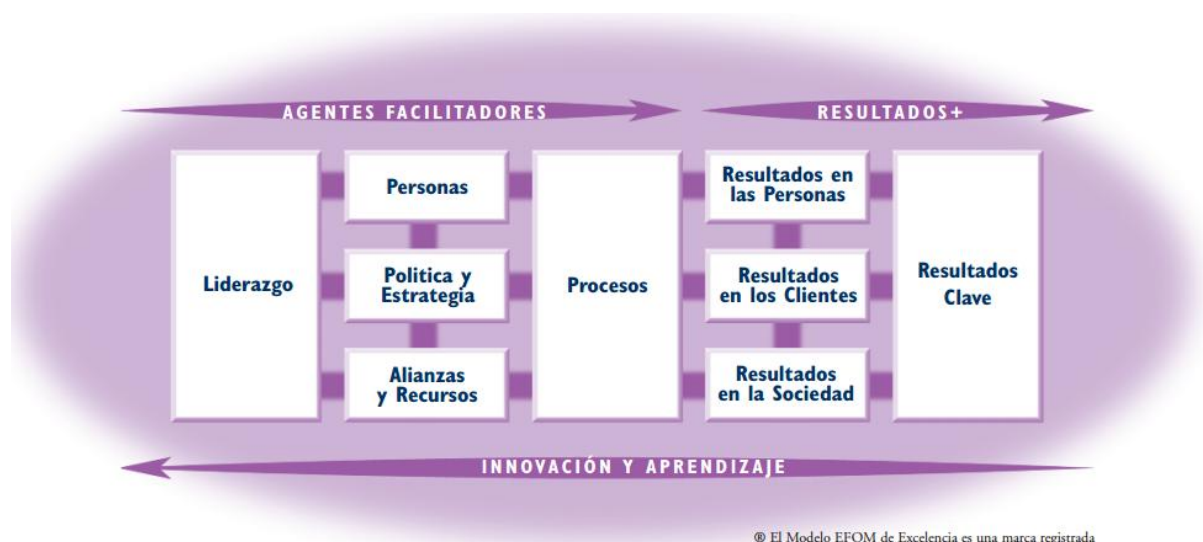 AGENTES FACILITADORES
RESULTADOS+
Liderazgo
Personas
Politica y
Estrategia
Alianzas
y Recursos
Procesos
Resultados en
las Personas
Resultados
en los Clientes
Resultados
en la Sociedad
Resultados
Clave
INNOVACIÓN Y APRENDIZAJE
® El Modelo EFOM de Excelencia es una marca registrada